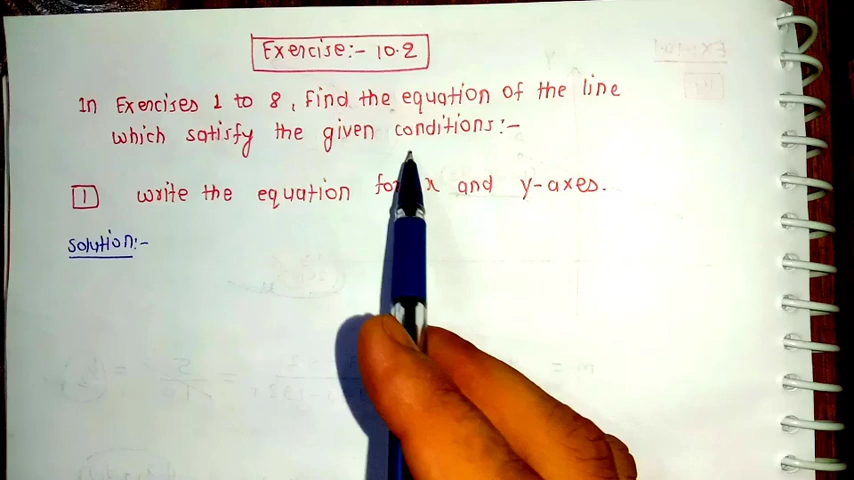 Exercise:- 10.2
In Exercises 1 to 8, Find the equation of the line
which satisfy the given conditions:-
1 write the equation for x and y-axes.
Solution:-